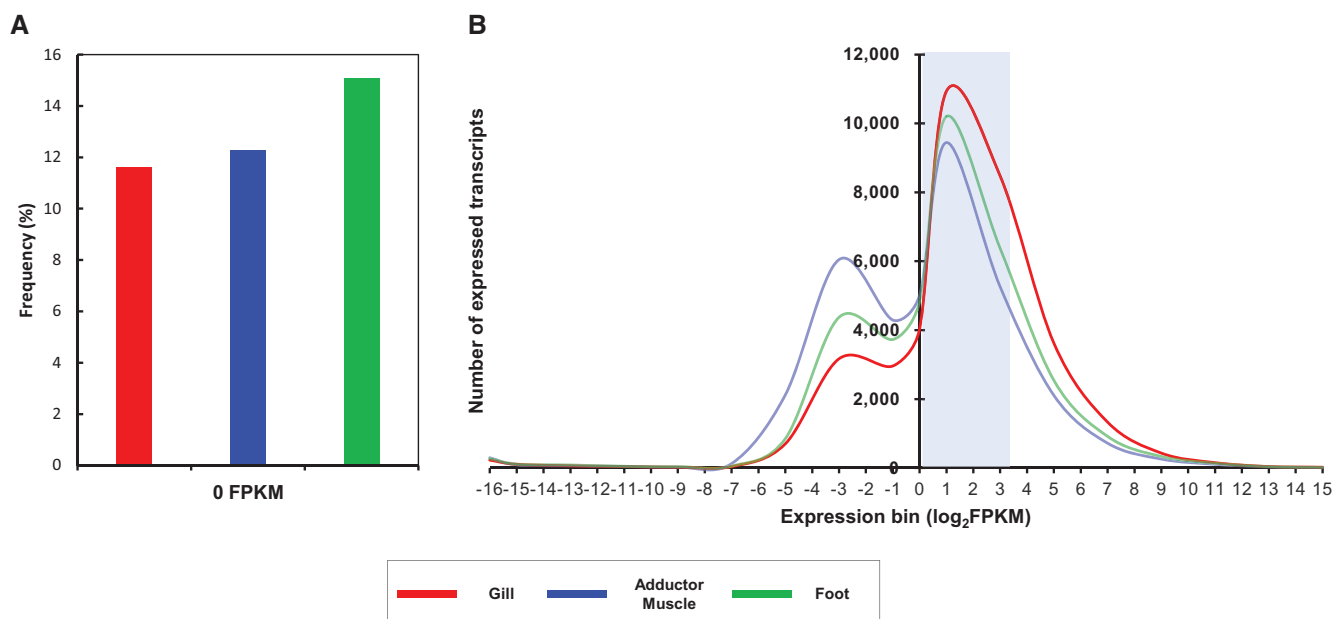 A
B
16
14
12
10
8
6
4
2
0
Frequency (%)
0 FPKM
12,000
10,000
8,000
6,000
4,000
2,000
0
Number of expressed transcripts
-16 -15 -14 -13 -12 -11 -10 -9 -8 -7 -6 -5 -4 -3 -2 -1 0 1 2 3 4 5 6 7 8 9 10 11 12 13 14 15
Expression bin (log₂FPKM)
Gill
Adductor
Muscle
Foot